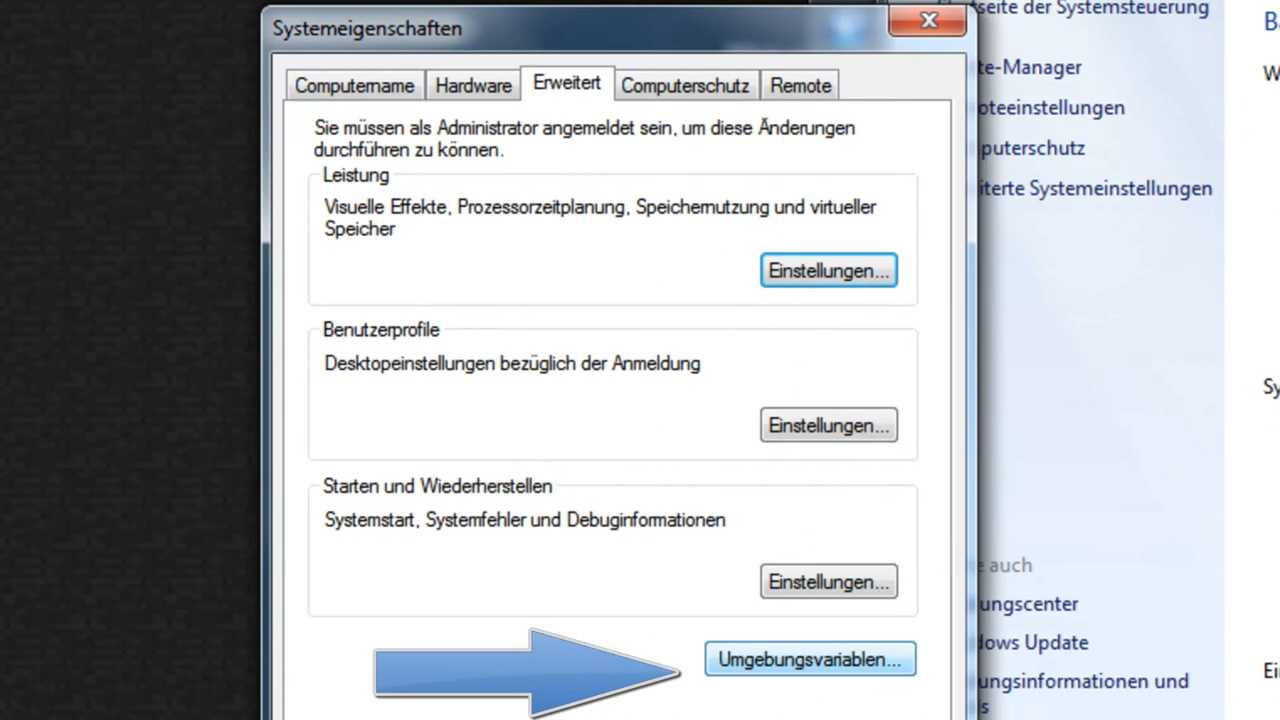 Systemeigenschaften
Computername Hardware Erweitert Computerschutz Remote
Sie müssen als Administrator angemeldet sein, um diese Änderungen
durchführen zu können.
Leistung
Visuelle Effekte, Prozessorzeitplanung, Speichernutzung und virtueller
Speicher
Einstellungen...
Benutzerprofile
Desktopeinstellungen bezüglich der Anmeldung
Einstellungen...
Starten und Wiederherstellen
Systemstart, Systemfehler und Debuginformationen
Einstellungen...
Umgebungsvariablen...
der Systemsteuerung
te-Manager
oteeinstellungen
puterschutz
iterte Systemeinstellungen
auch
ungscenter
dows Update
ungsinformationen und